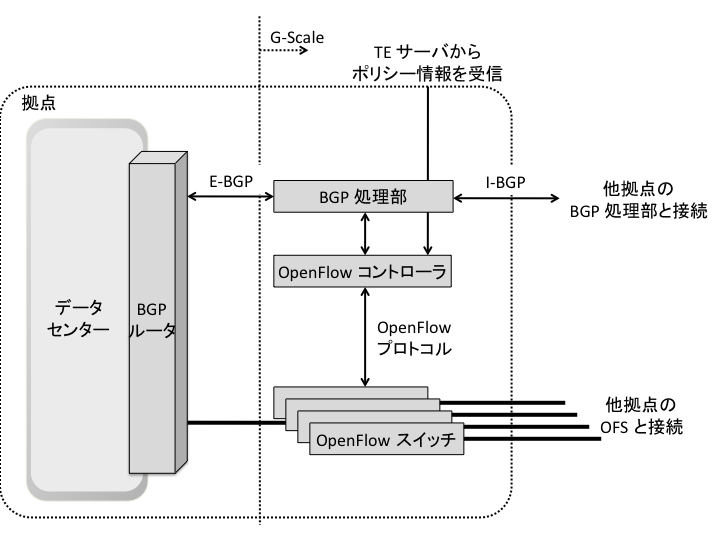 G-Scale
TE サーバから
ポリシー情報を受信
拠点
E-BGP
BGP 処理部
I-BGP
他拠点の
BGP 処理部と接続
OpenFlow コントローラ
データ
センター
BGP
ルータ
OpenFlow
プロトコル
OpenFlow スイッチ
他拠点の
OFS と接続